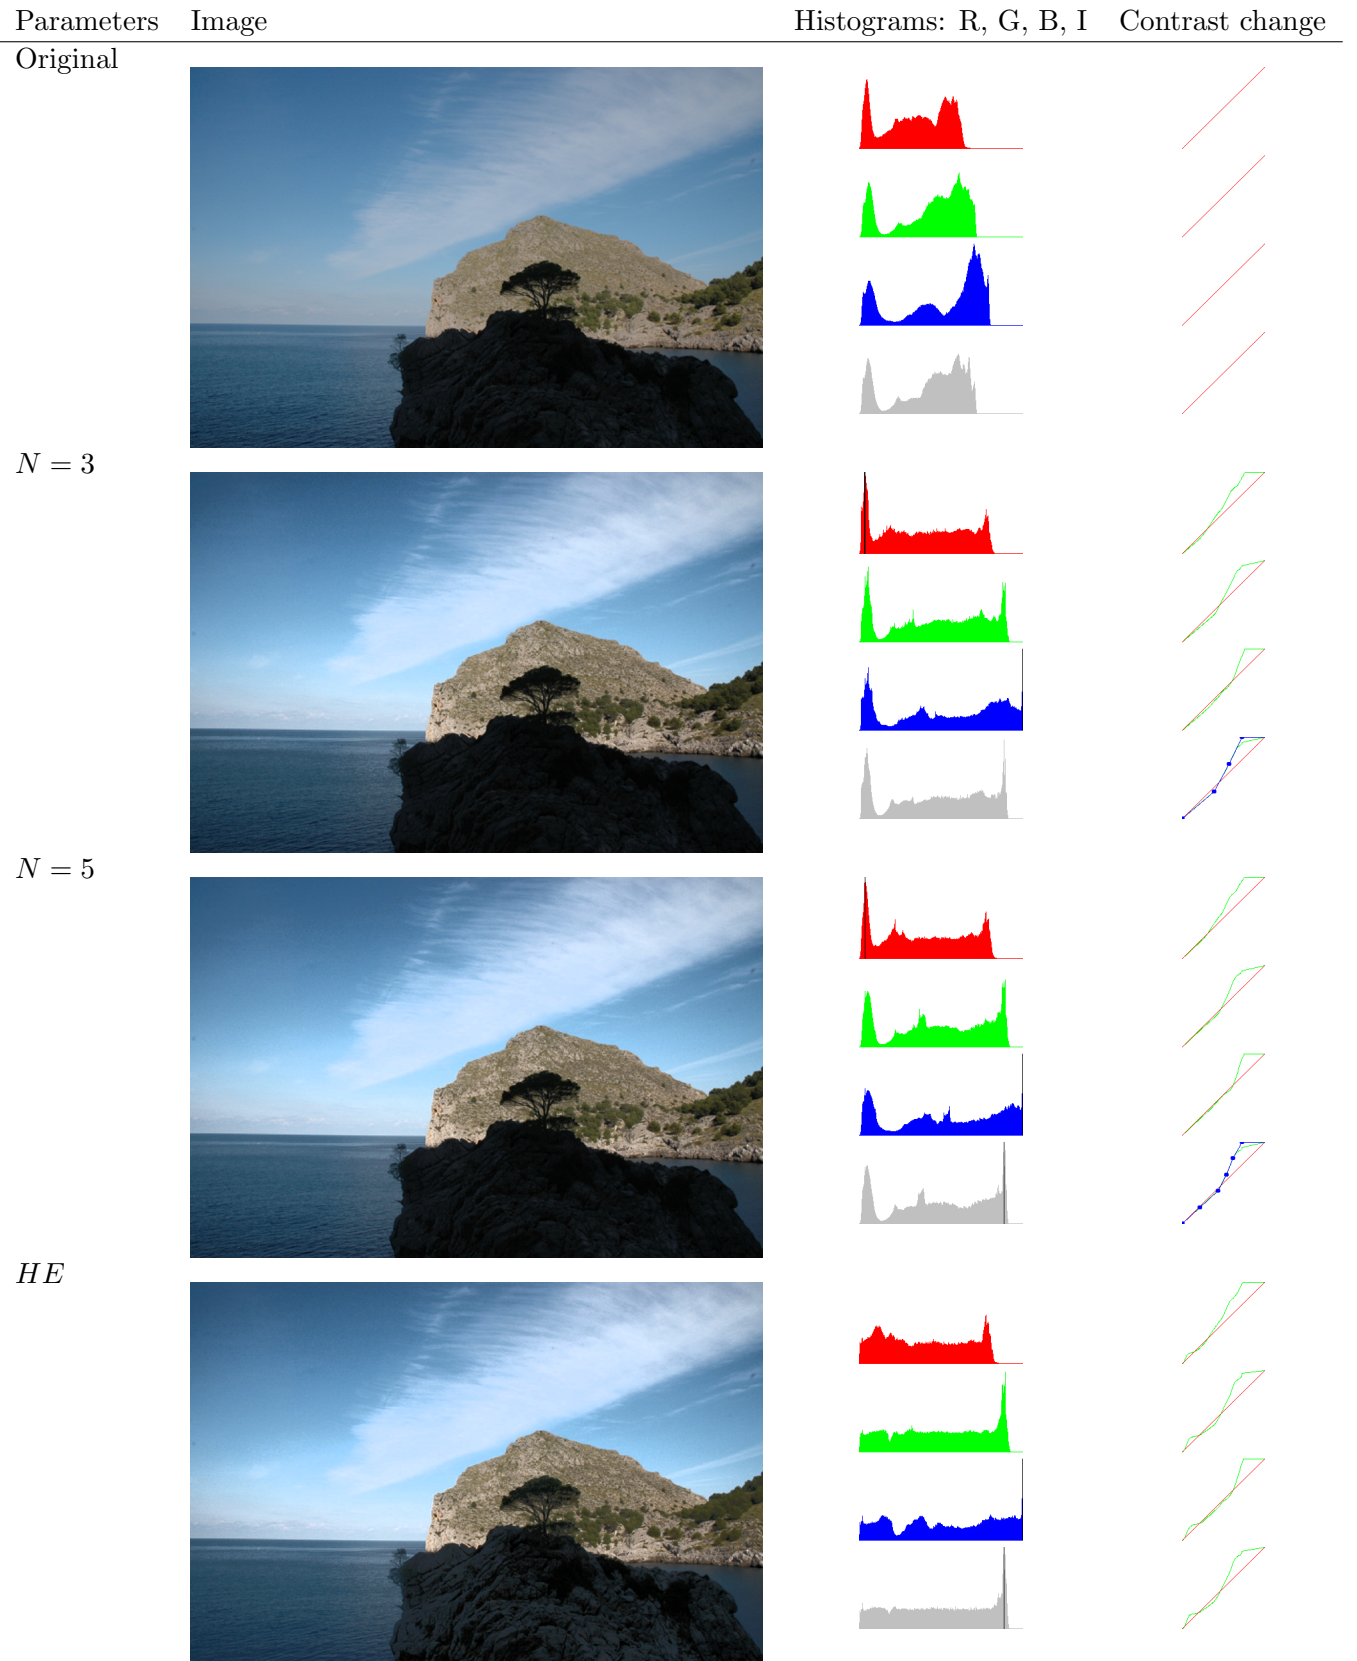 Parameters Image Histograms: R, G, B, I Contrast change
Original
N = 3
N = 5
HE